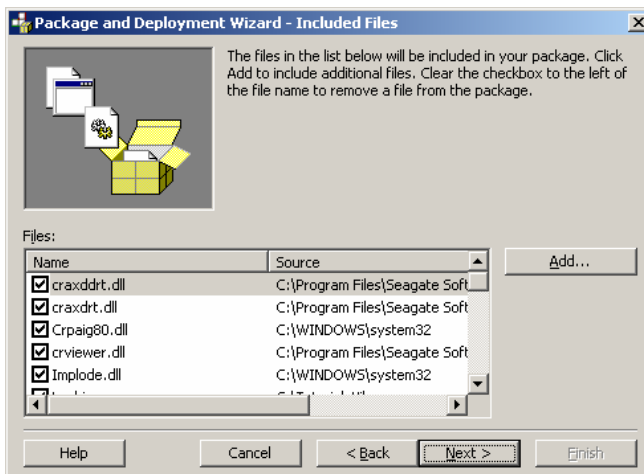 Package and Deployment Wizard - Included Files
The files in the list below will be included in your package. Click
Add to include additional files. Clear the checkbox to the left of
the file name to remove a file from the package.
Files:
Name Source
Add...
craxddrt.dll C:\Program Files\Seagate Soft
craxdrt.dll C:\Program Files\Seagate Soft
Crpaig80.dll C:\WINDOWS\system32
crviewer.dll C:\Program Files\Seagate Soft
Implode.dll C:\WINDOWS\system32
Help Cancel < Back Next > Finish